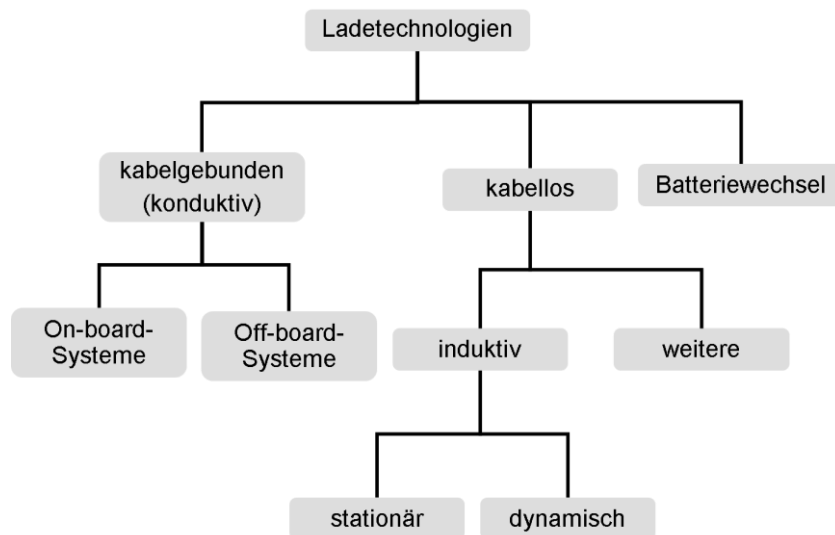 Ladetechnologien
kabelgebunden
(konduktiv)
kabellos
Batteriewechsel
On-board-
Systeme
Off-board-
Systeme
induktiv
weitere
stationär
dynamisch